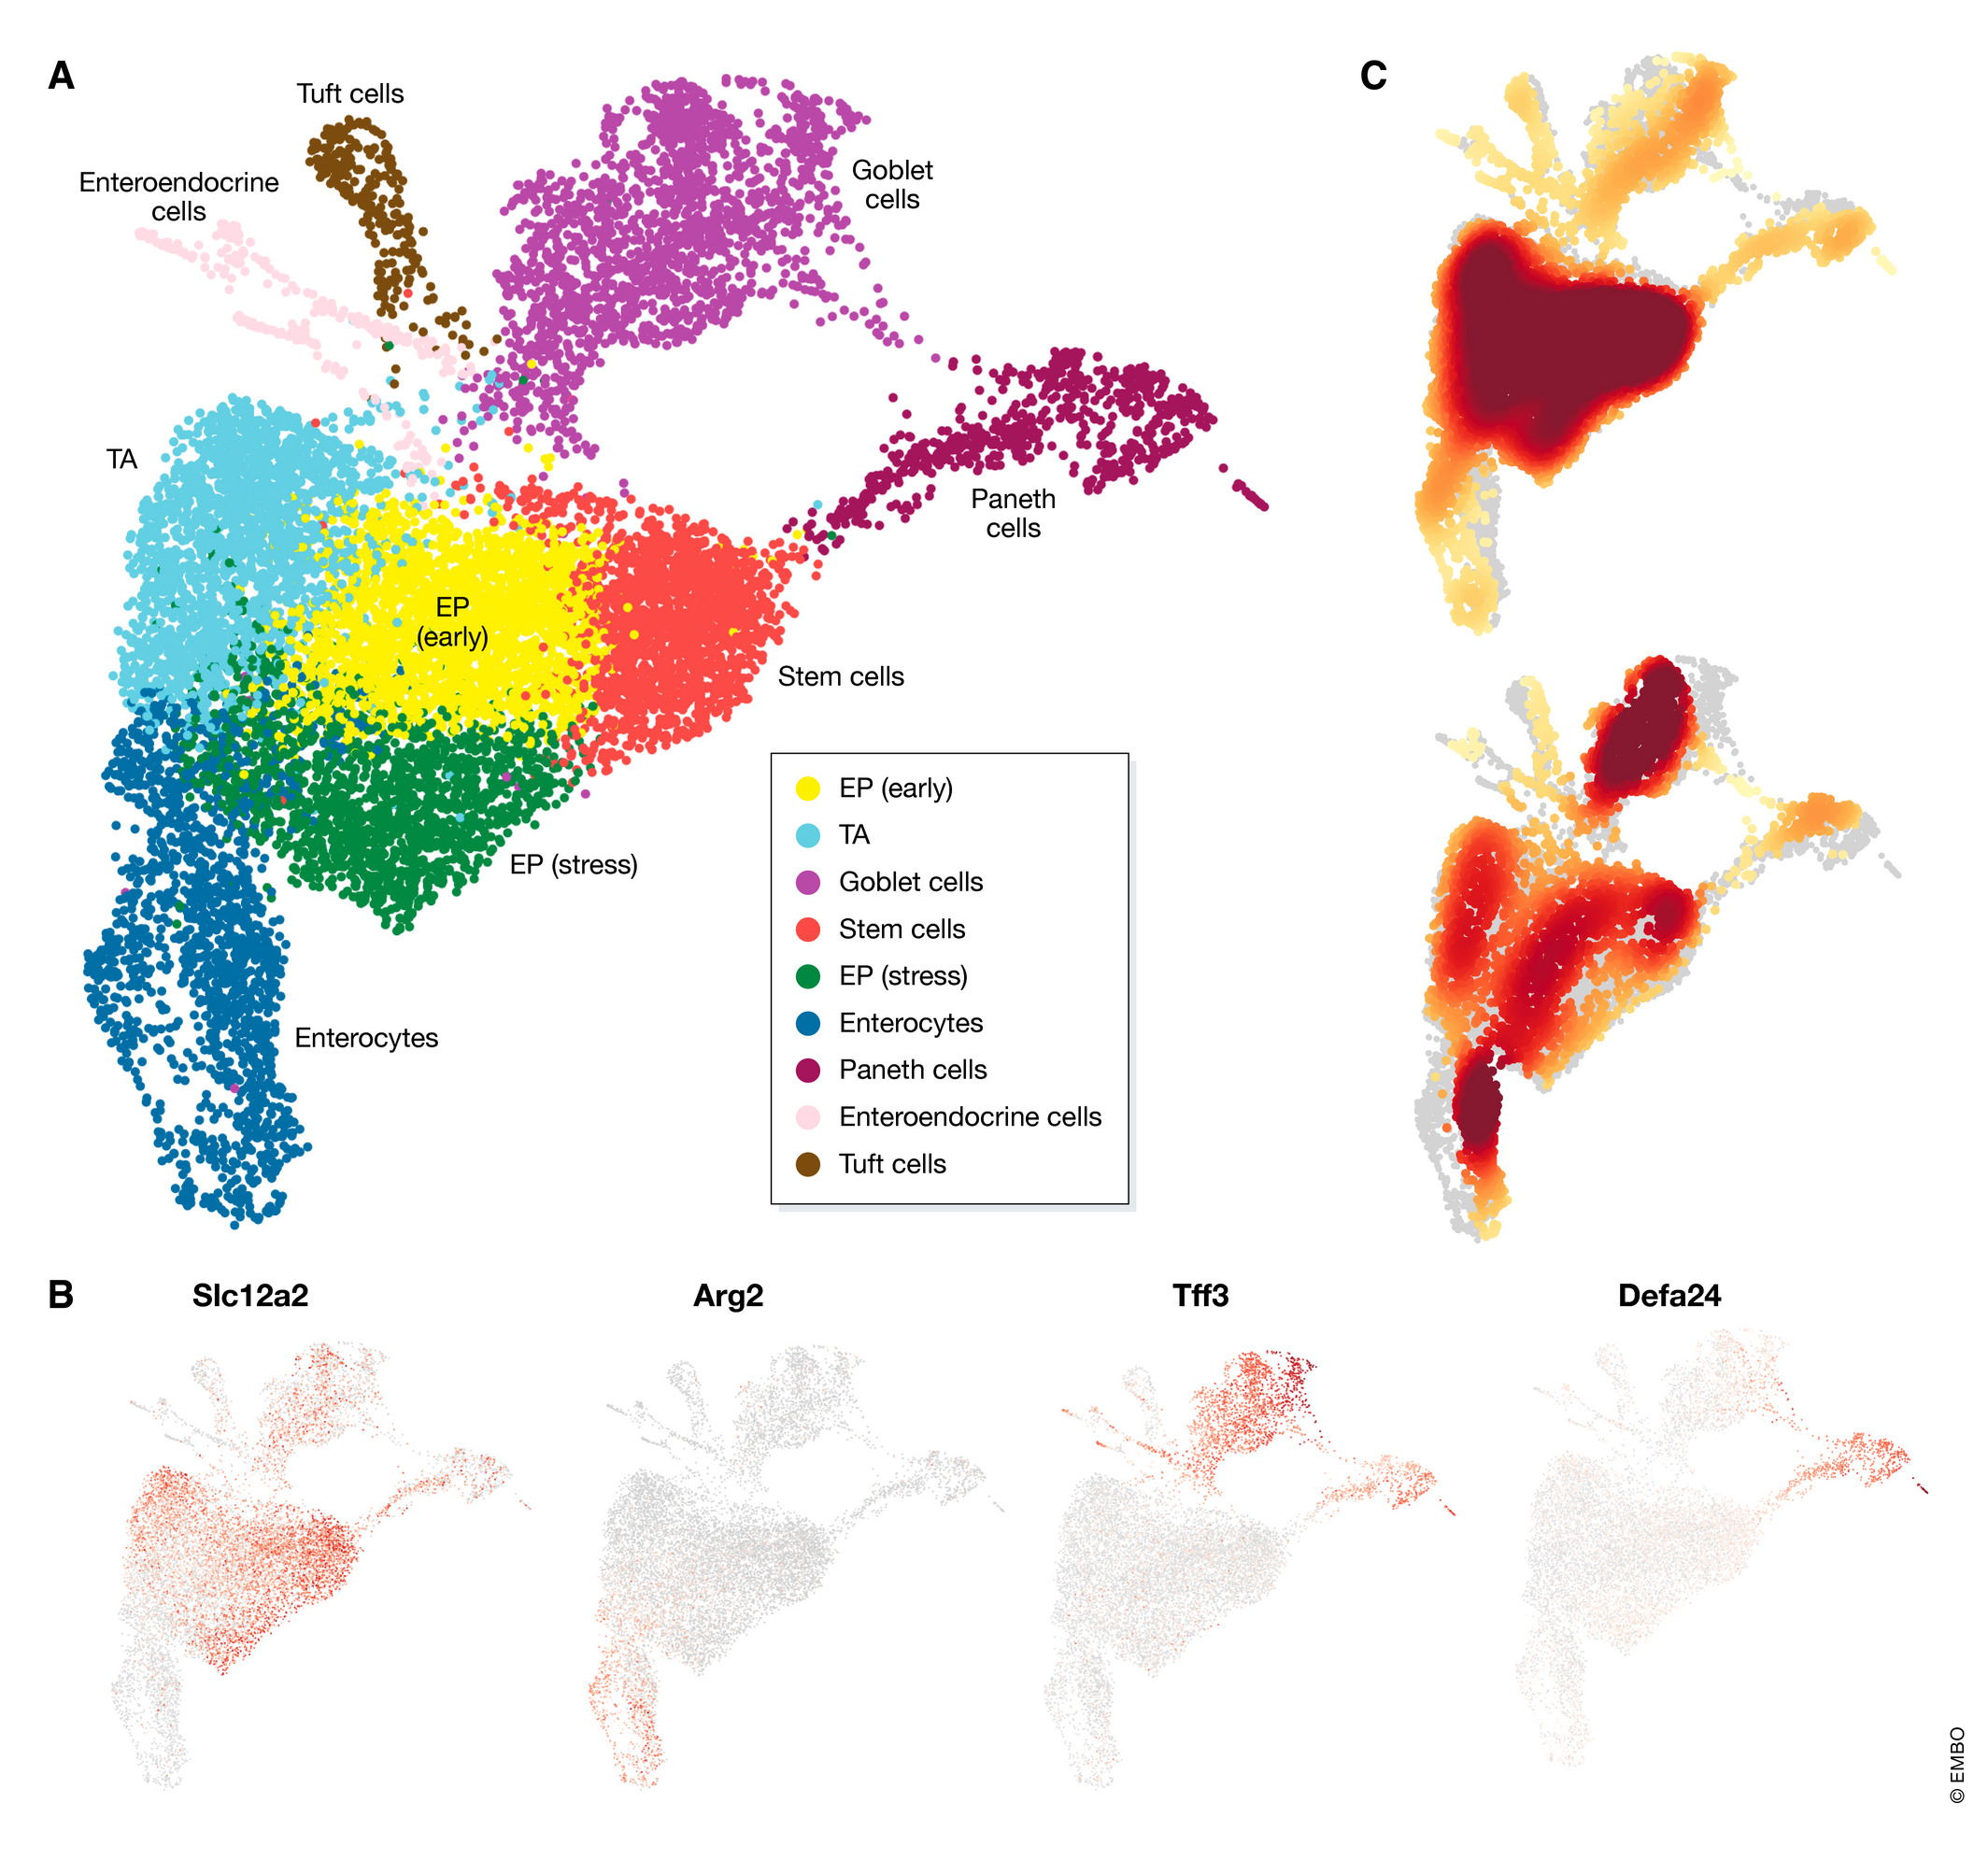 A
Tuft cells
Enteroendocrine
cells
Goblet
cells
TA
Paneth
cells
EP
(early)
Stem cells
EP (stress)
Enterocytes
EP (early)
TA
Goblet cells
Stem cells
EP (stress)
Enterocytes
Paneth cells
Enteroendocrine cells
Tuft cells
C
B
Slc12a2
Arg2
Tff3
Defa24
© EMBO